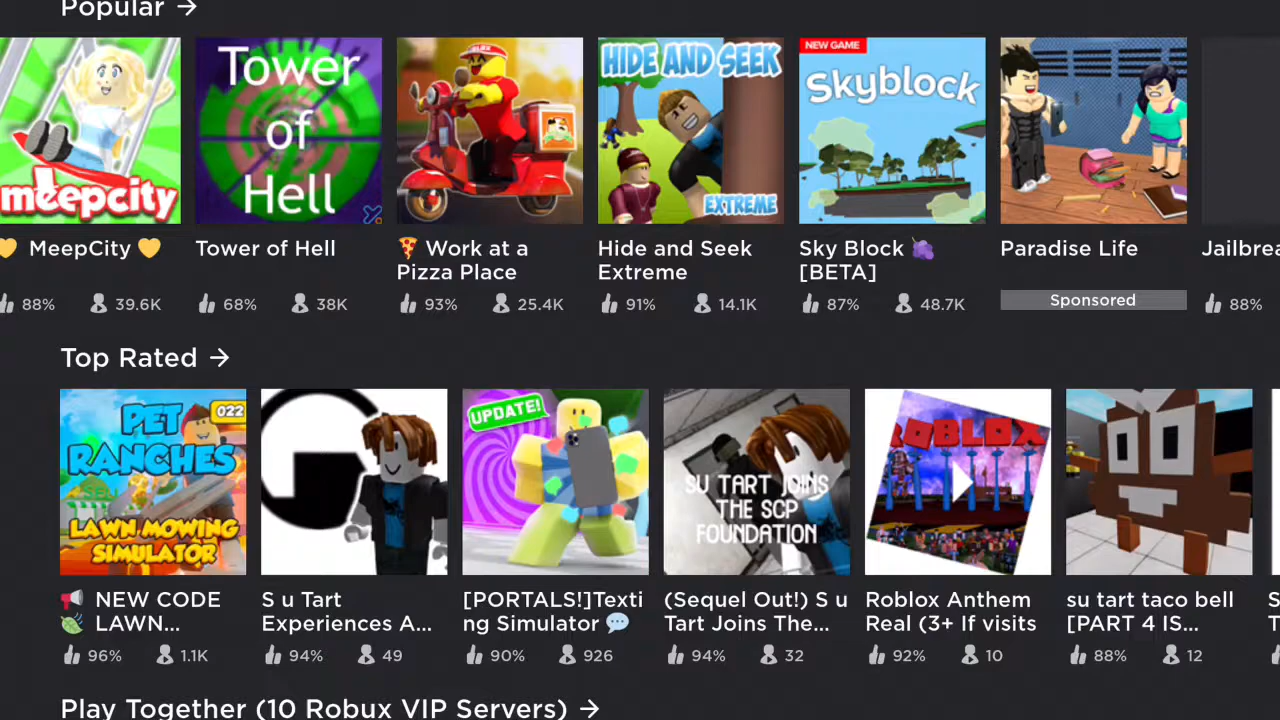 Popular →
meepcity
Tower
of
Hell
HIDE AND SEEK
EXTREME
NEW GAME
Skyblock
💛 MeepCity 💛
Tower of Hell
🍕 Work at a
Pizza Place
Hide and Seek
Extreme
Sky Block 🍇
[BETA]
Paradise Life
Jailbrea
88% 39.6K
68% 38K
93% 25.4K
91% 14.1K
87% 48.7K
Sponsored
88%
Top Rated →
PET
RANCHES
022
LAWN MOWING
SIMULATOR
UPDATE!
SU TART JOINS
THE SCP
FOUNDATION
ROBLOX
📢 NEW CODE
🍃 LAWN...
S u Tart
Experiences A...
[PORTALS!]Texti
ng Simulator 💬
(Sequel Out!) S u
Tart Joins The...
Roblox Anthem
Real (3+ If visits
su tart taco bell
[PART 4 IS...
96% 1.1K
94% 49
90% 926
94% 32
92% 10
88% 12
Play Together (10 Robux VIP Servers) →